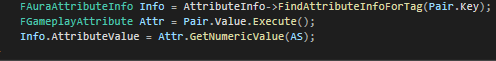 FAuraAttributeInfo Info = AttributeInfo->FindAttributeInfoForTag(Pair.Key);
FGameplayAttribute Attr = Pair.Value.Execute();
Info.AttributeValue = Attr.GetNumericValue(AS);